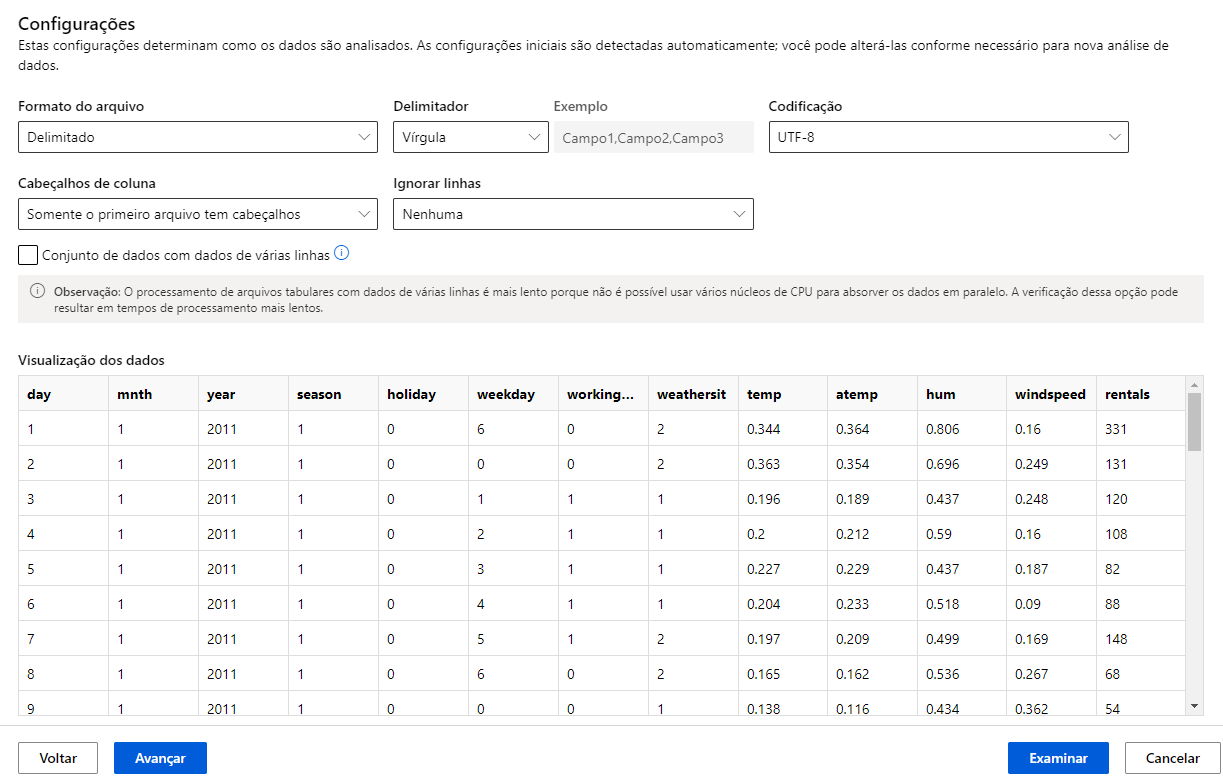 Configurações
Estas configurações determinam como os dados são analisados. As configurações iniciais são detectadas automaticamente; você pode alterá-las conforme necessário para nova análise de
dados.
Formato do arquivo Delimitador Exemplo Codificação
Delimitado Vírgula Campo1,Campo2,Campo3 UTF-8
Cabeçalhos de coluna Ignorar linhas
Somente o primeiro arquivo tem cabeçalhos Nenhuma
Conjunto de dados com dados de várias linhas
Observação: O processamento de arquivos tabulares com dados de várias linhas é mais lento porque não é possível usar vários núcleos de CPU para absorver os dados em paralelo. A verificação dessa opção pode
resultar em tempos de processamento mais lentos.
Visualização dos dados
day mnth year season holiday weekday working... weathersit temp atemp hum windspeed rentals
1 1 2011 1 0 6 0 2 0.344 0.364 0.806 0.16 331
2 1 2011 1 0 0 0 2 0.363 0.354 0.696 0.249 131
3 1 2011 1 0 1 1 1 0.196 0.189 0.437 0.248 120
4 1 2011 1 0 2 1 1 0.2 0.212 0.59 0.16 108
5 1 2011 1 0 3 1 1 0.227 0.229 0.437 0.187 82
6 1 2011 1 0 4 1 1 0.204 0.233 0.518 0.09 88
7 1 2011 1 0 5 1 2 0.197 0.209 0.499 0.169 148
8 1 2011 1 0 6 0 2 0.165 0.162 0.536 0.267 68
9 1 2011 1 0 0 0 1 0.138 0.116 0.434 0.362 54
Voltar Avançar Examinar Cancelar